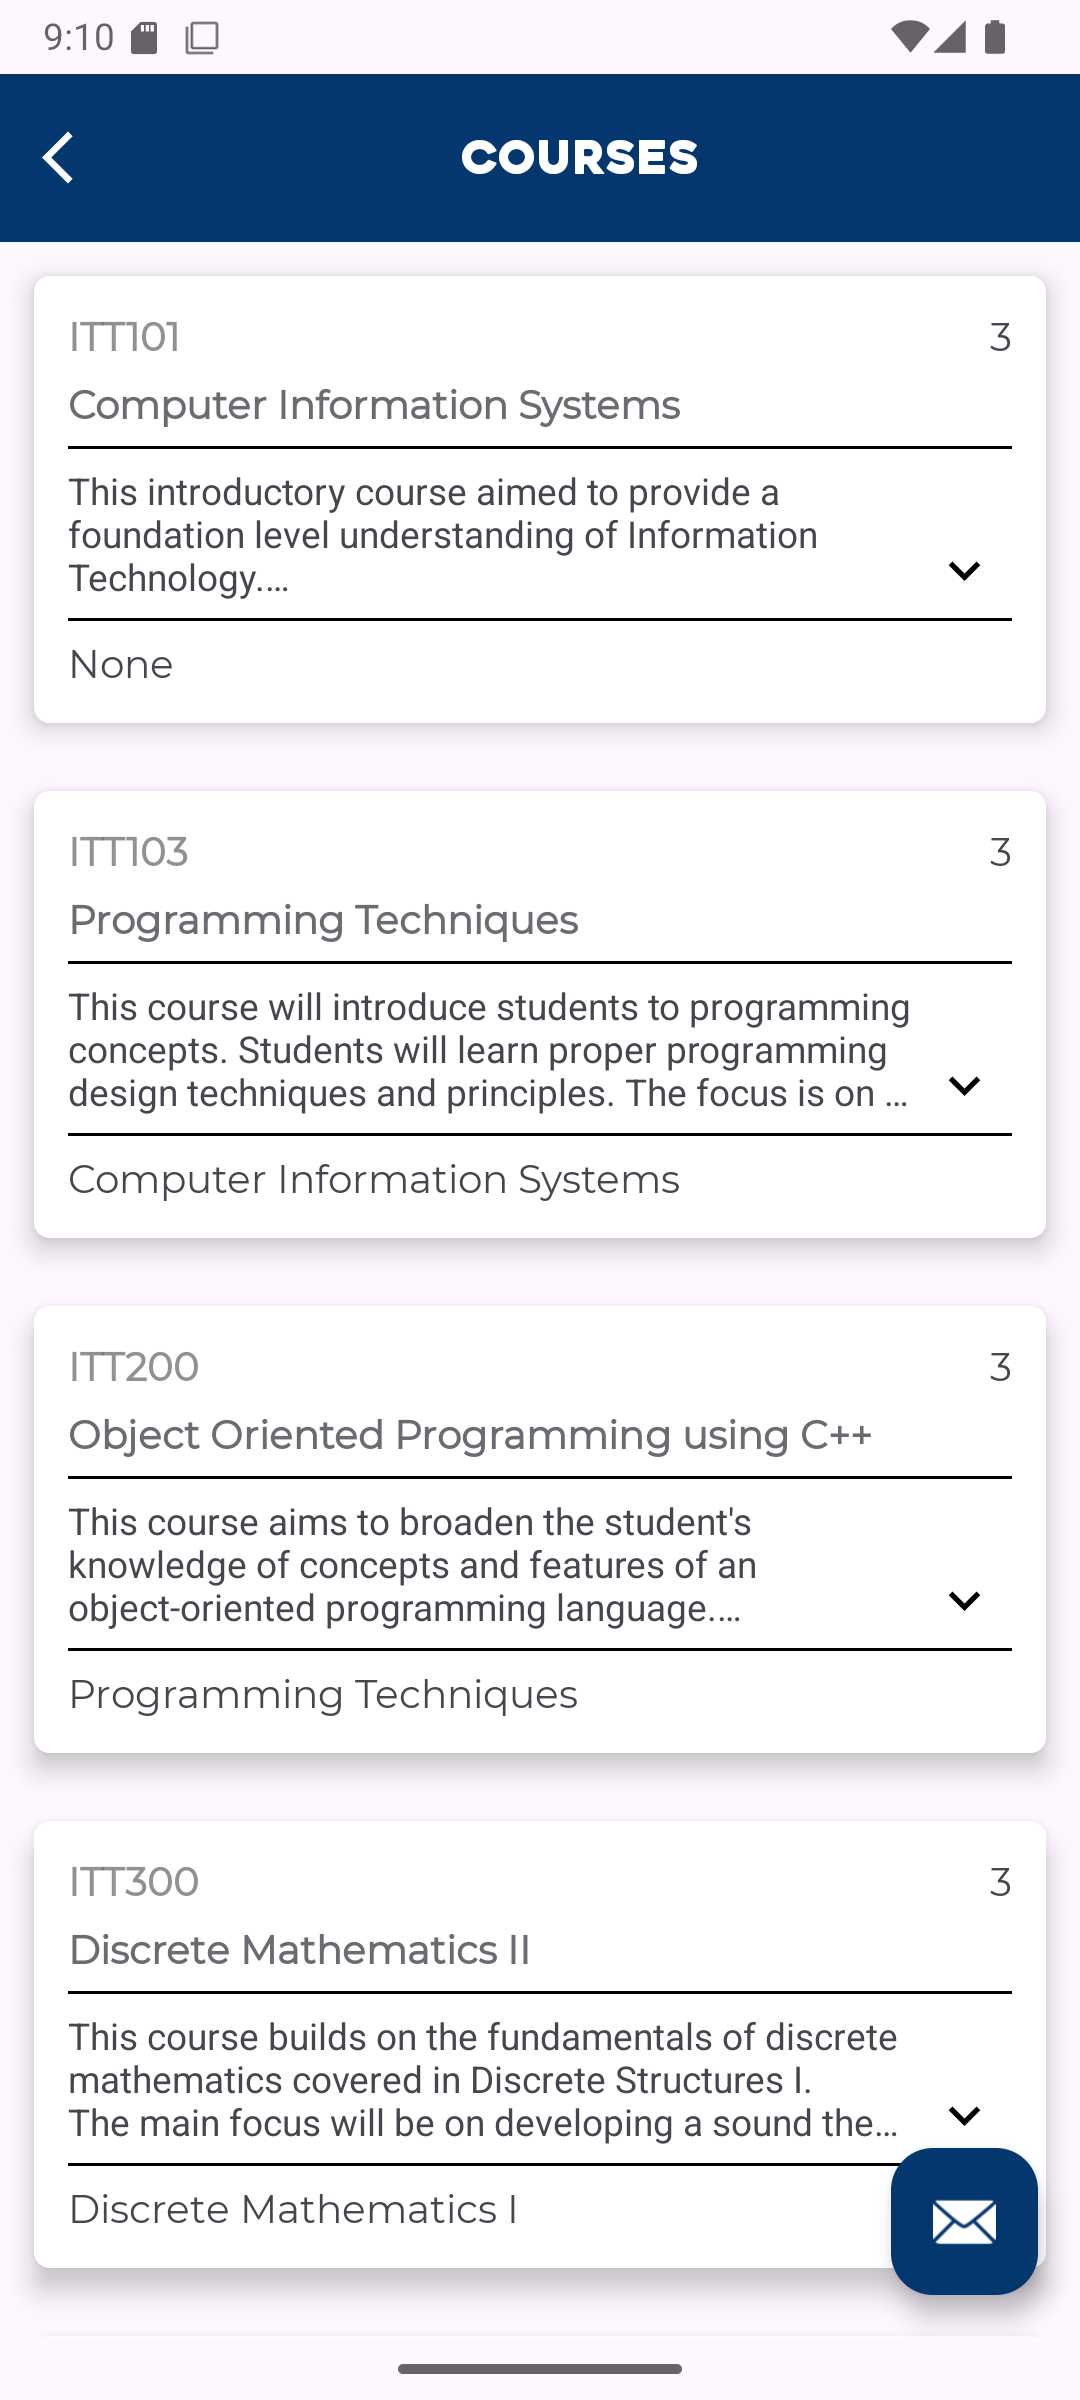 9:10
COURSES
ITT101 3
Computer Information Systems
This introductory course aimed to provide a
foundation level understanding of Information
Technology....
None
ITT103 3
Programming Techniques
This course will introduce students to programming
concepts. Students will learn proper programming
design techniques and principles. The focus is on ...
Computer Information Systems
ITT200 3
Object Oriented Programming using C++
This course aims to broaden the student's
knowledge of concepts and features of an
object-oriented programming language....
Programming Techniques
ITT300 3
Discrete Mathematics II
This course builds on the fundamentals of discrete
mathematics covered in Discrete Structures I.
The main focus will be on developing a sound the...
Discrete Mathematics I